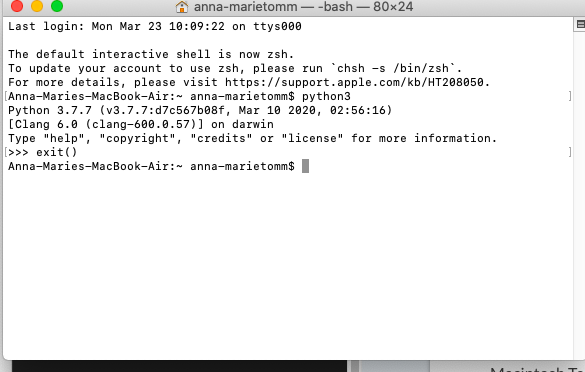 anna-marietomm — -bash — 80×24
Last login: Mon Mar 23 10:09:22 on ttys000
The default interactive shell is now zsh.
To update your account to use zsh, please run `chsh -s /bin/zsh`.
For more details, please visit https://support.apple.com/kb/HT208050.
[Anna-Maries-MacBook-Air:~ anna-marietomm$ python3 ]
Python 3.7.7 (v3.7.7:d7c567b08f, Mar 10 2020, 02:56:16)
[Clang 6.0 (clang-600.0.57)] on darwin
Type "help", "copyright", "credits" or "license" for more information.
[>>> exit() ]
Anna-Maries-MacBook-Air:~ anna-marietomm$
Macintosh